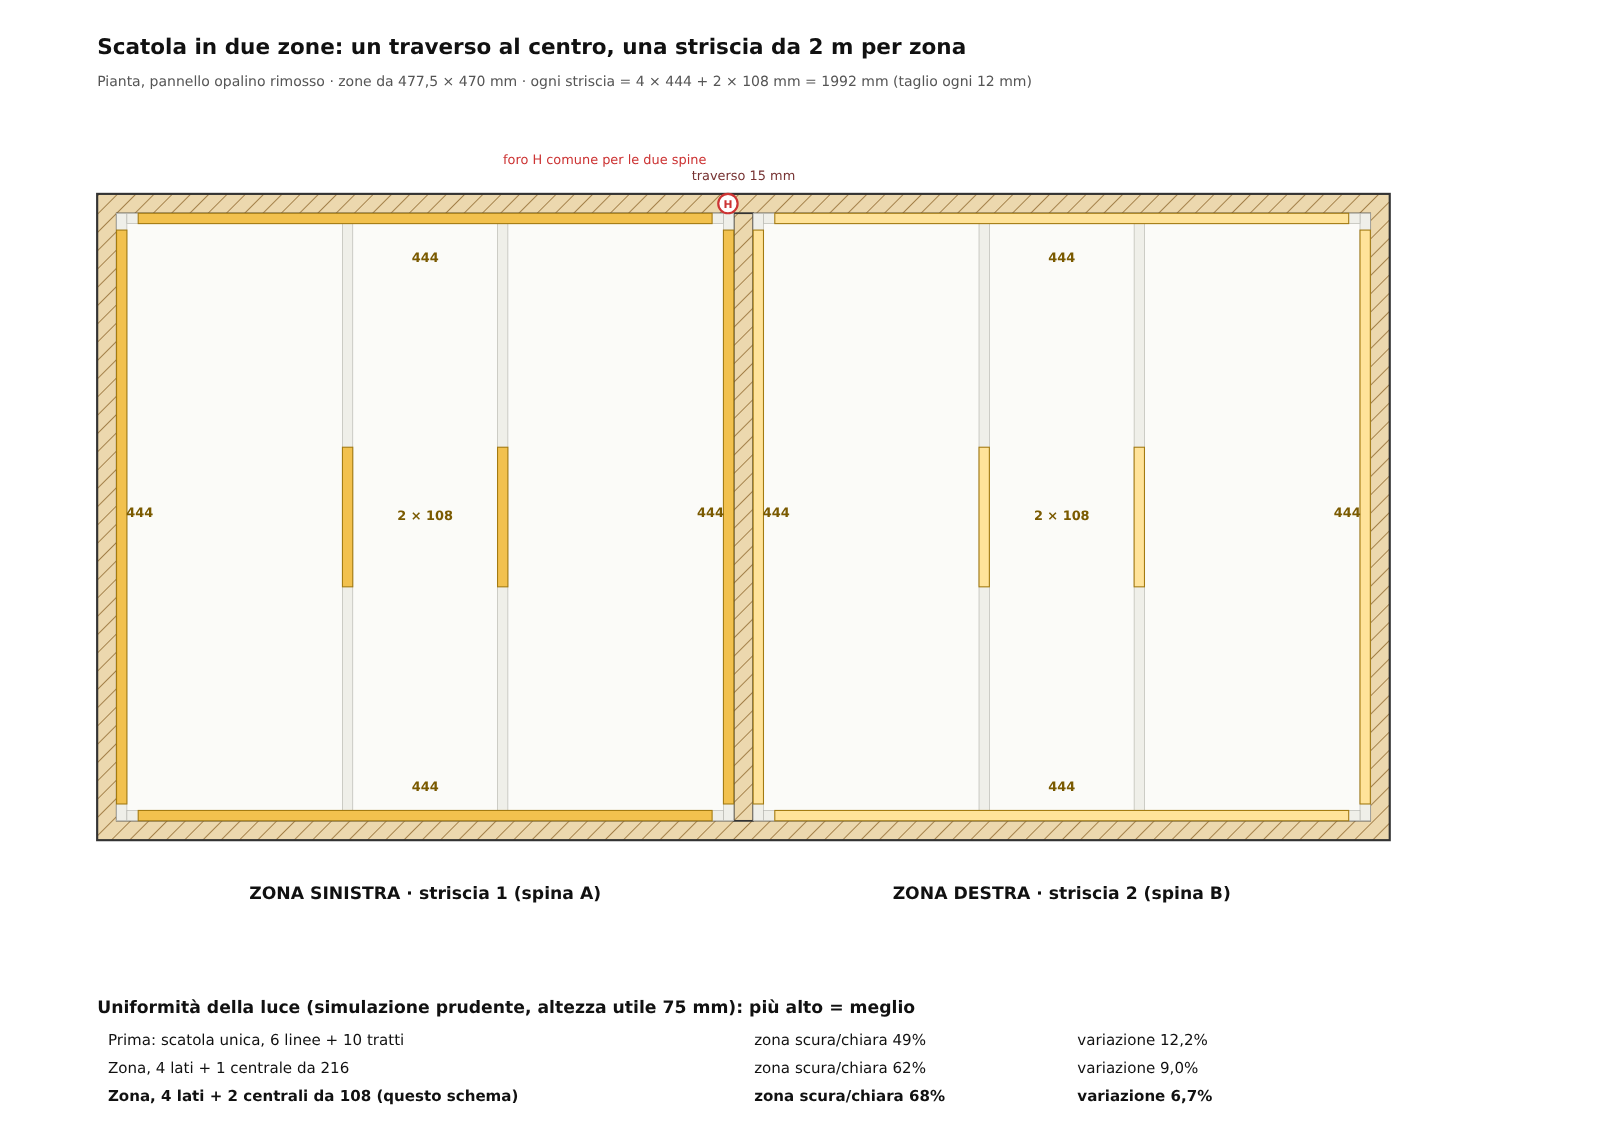 Scatola in due zone: un traverso al centro, una striscia da 2 m per zona
Pianta, pannello opalino rimosso · zone da 477,5 × 470 mm · ogni striscia = 4 × 444 + 2 × 108 mm = 1992 mm (taglio ogni 12 mm)
foro H comune per le due spine
traverso 15 mm
H
444
444
444
2 × 108
444
444
2 × 108
444
444
444
ZONA SINISTRA · striscia 1 (spina A)
ZONA DESTRA · striscia 2 (spina B)
Uniformità della luce (simulazione prudente, altezza utile 75 mm): più alto = meglio
Prima: scatola unica, 6 linee + 10 tratti zona scura/chiara 49% variazione 12,2%
Zona, 4 lati + 1 centrale da 216 zona scura/chiara 62% variazione 9,0%
Zona, 4 lati + 2 centrali da 108 (questo schema) zona scura/chiara 68% variazione 6,7%